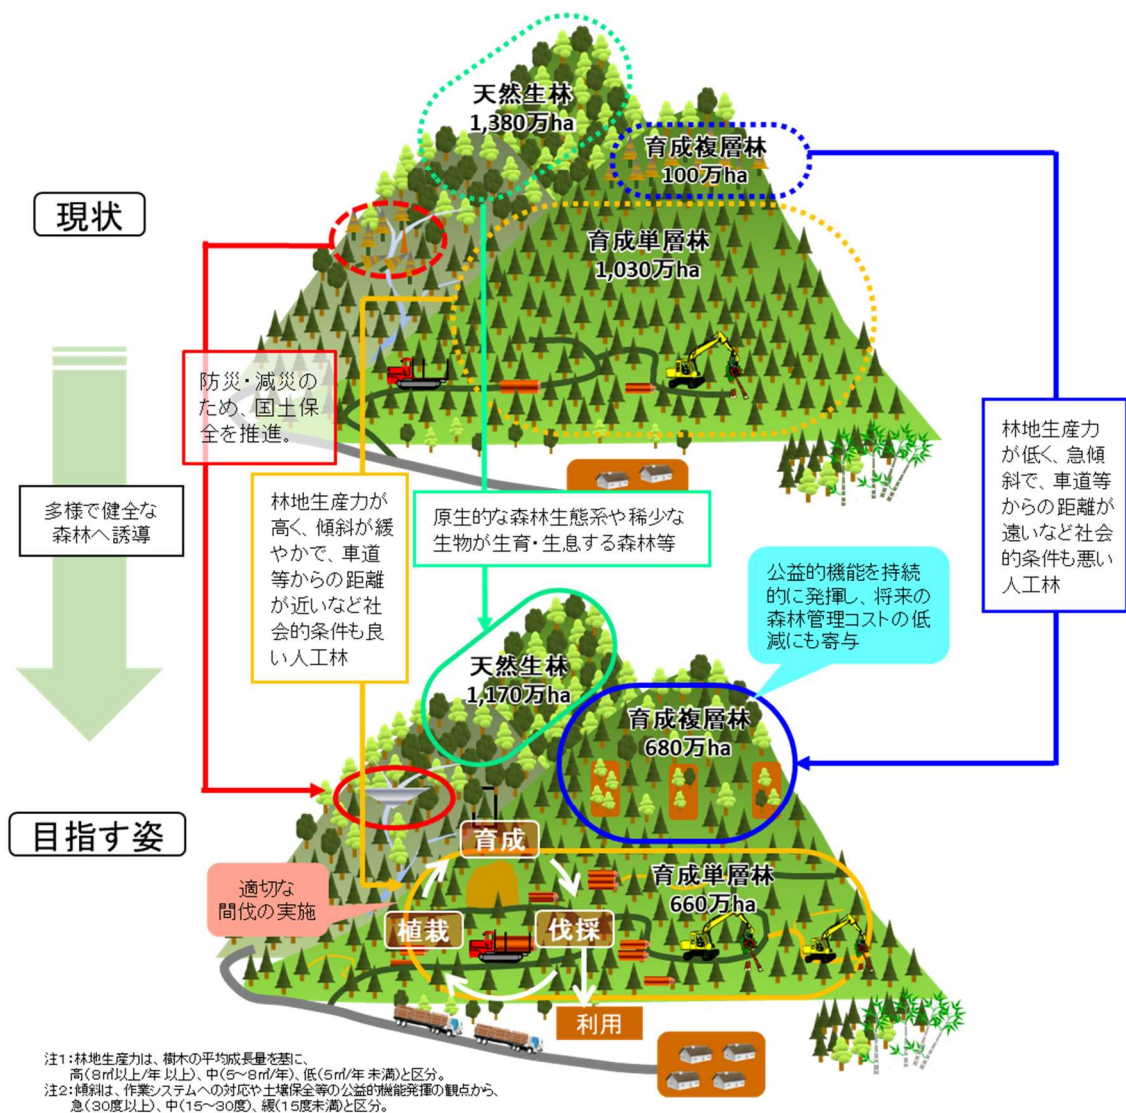 天然生林
1,380万ha
育成複層林
100万ha
現状
育成単層林
1,030万ha
防災・減災の
ため、国土保
全を推進。
多様で健全な
森林へ誘導
林地生産力が
高く、傾斜が緩
やかで、車道
等からの距離
が近いなど社
会的条件も良
い人工林
原生的な森林生態系や稀少な
生物が生育・生息する森林等
林地生産力
が低く、急傾
斜で、車道等
からの距離が
遠いなど社会
的条件も悪い
人工林
公益的機能を持続
的に発揮し、将来の
森林管理コストの低
減にも寄与
天然生林
1,170万ha
育成複層林
680万ha
目指す姿
育成
適切な
間伐の実施
育成単層林
660万ha
植栽
伐採
利用
注1:林地生産力は、樹木の平均成長量を基に、
高(8㎥以上/年 以上)、中(5~8㎥/年)、低(5㎥/年 未満)と区分。
注2:傾斜は、作業システムへの対応や土壌保全等の公益的機能発揮の観点から、
急(30度以上)、中(15~30度)、緩(15度未満)と区分。